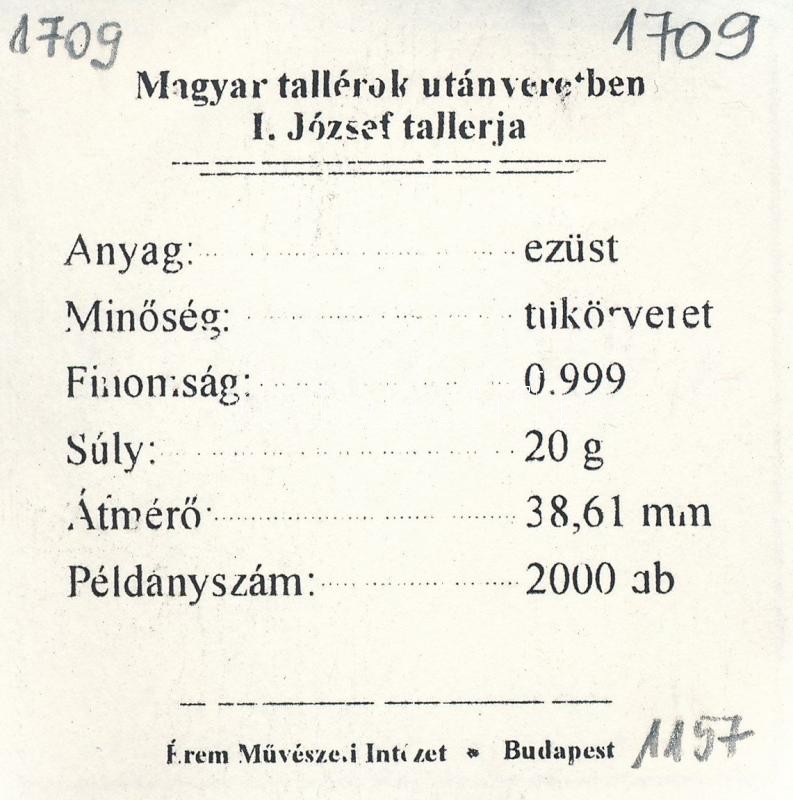 1709 1709
Magyar tallérok utánveretben
I. József tallerja
Anyag: ezüst
Minőség: tükörveret
Finomság: 0.999
Súly: 20 g
Átmérő: 38,61 mm
Példányszám: 2000 db
Érem Művészeti Intézet • Budapest 1157